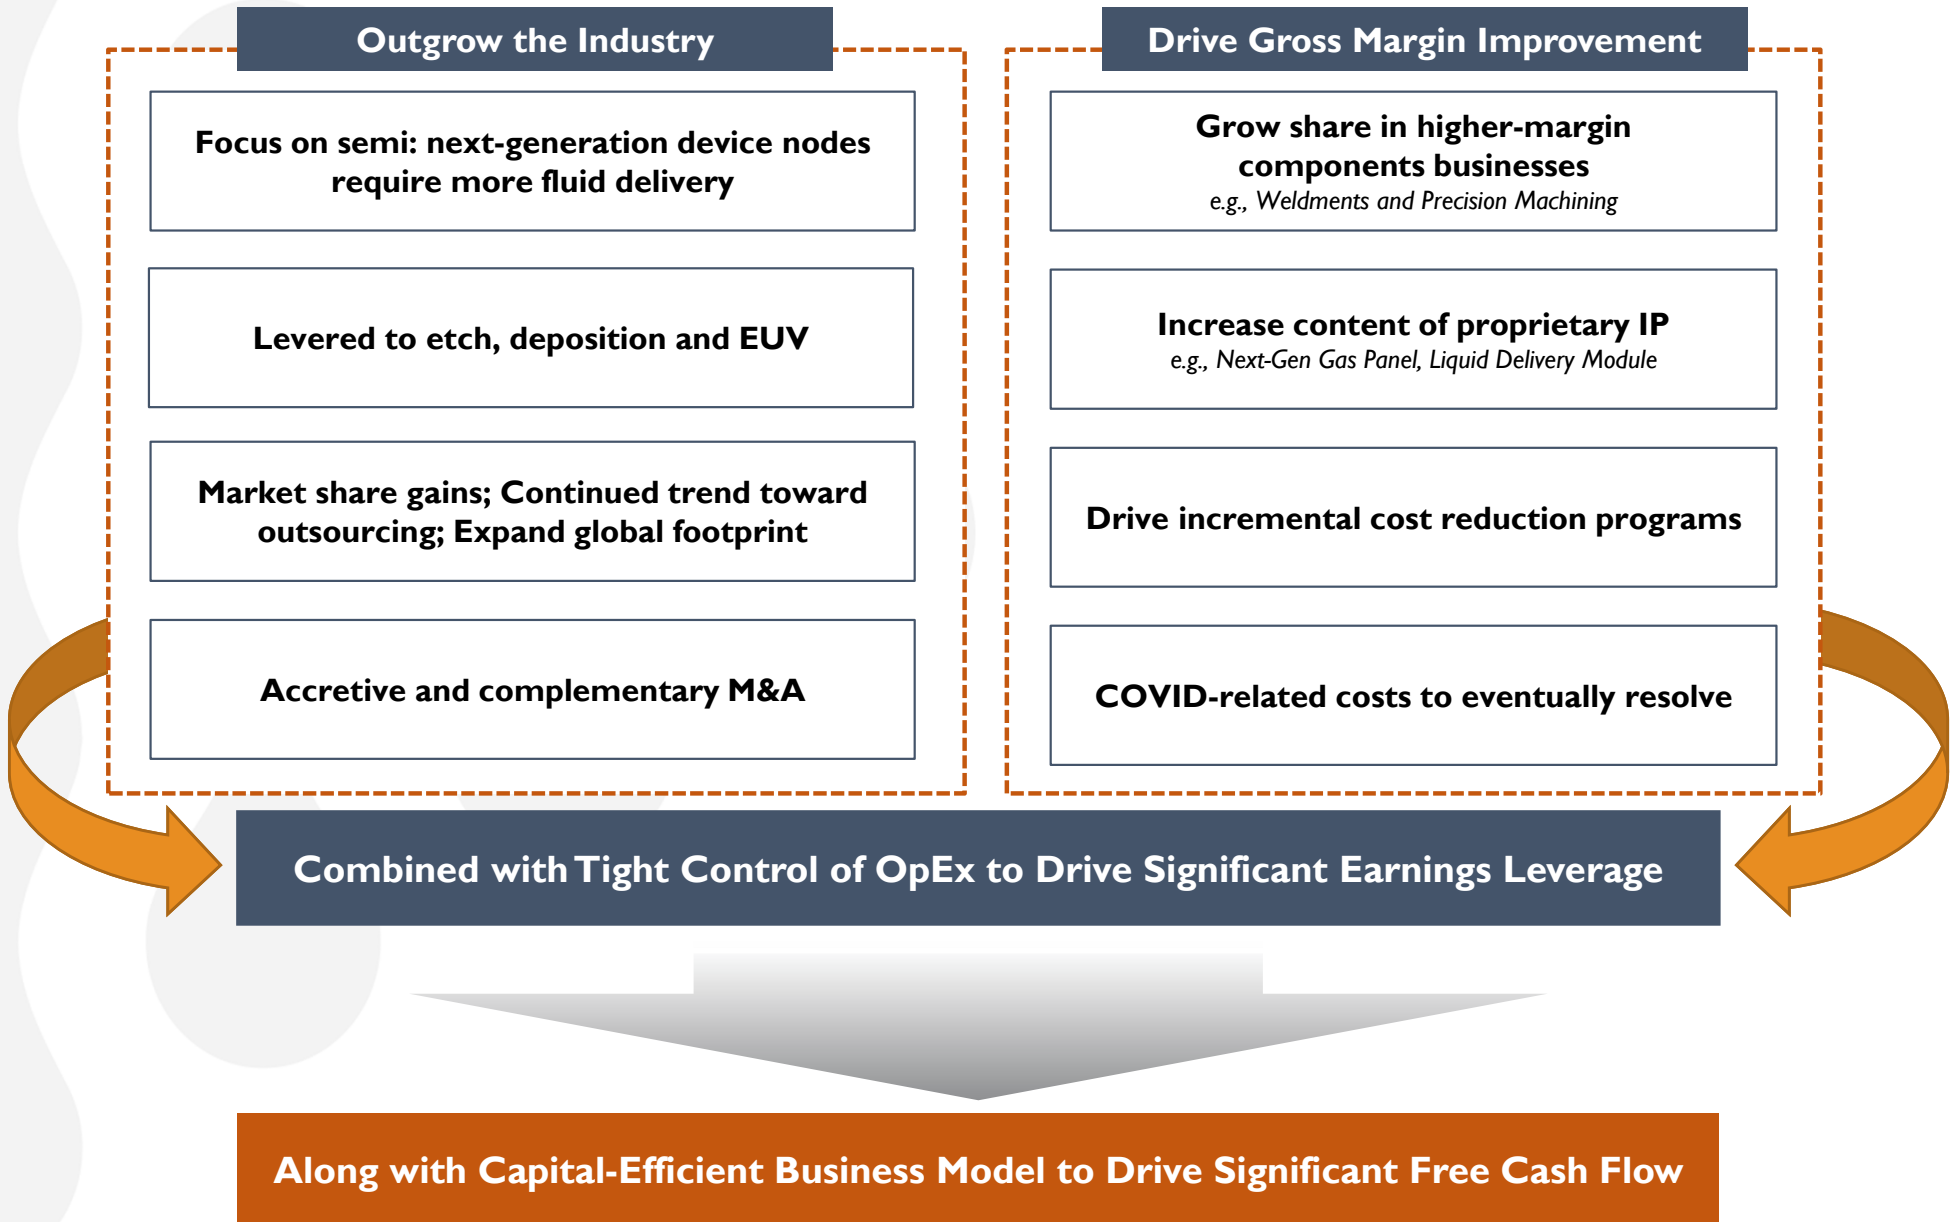 Outgrow the Industry
Focus on semi: next-generation device nodes
require more fluid delivery
Levered to etch, deposition and EUV
Market share gains; Continued trend toward
outsourcing; Expand global footprint
Accretive and complementary M&A
Drive Gross Margin Improvement
Grow share in higher-margin
components businesses
e.g., Weldments and Precision Machining
Increase content of proprietary IP
e.g., Next-Gen Gas Panel, Liquid Delivery Module
Drive incremental cost reduction programs
COVID-related costs to eventually resolve
Combined with Tight Control of OpEx to Drive Significant Earnings Leverage
Along with Capital-Efficient Business Model to Drive Significant Free Cash Flow